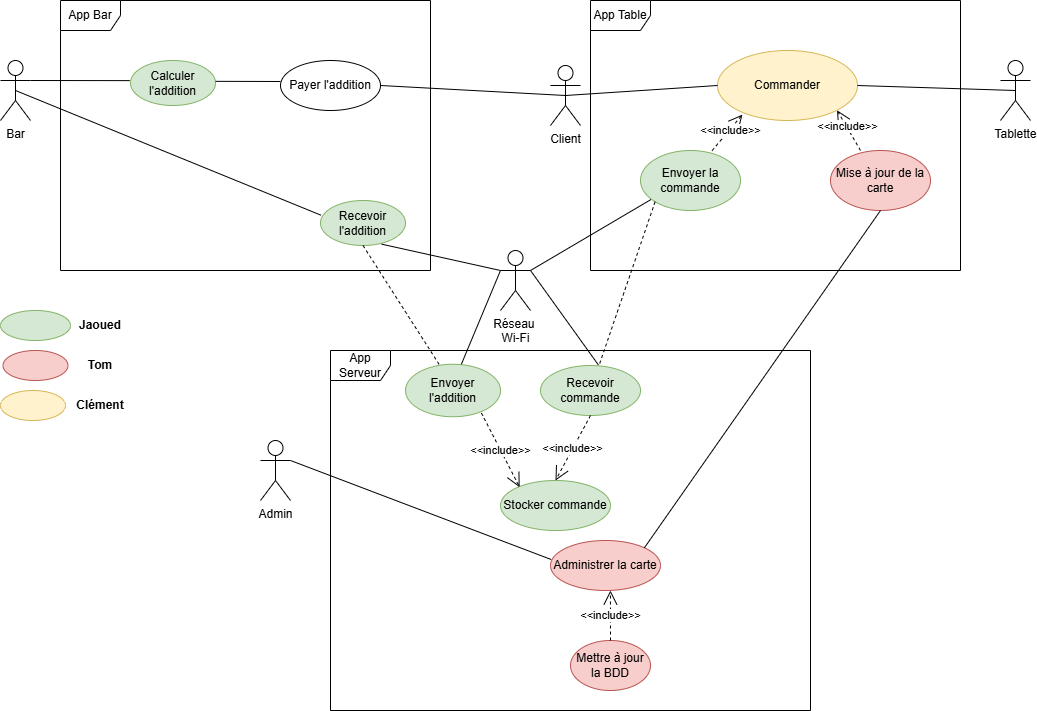 App Bar
App Table
Calculer
l'addition
Payer l'addition
Commander
Bar
Client
Tablette
<<include>>
<<include>>
Envoyer la
commande
Mise à jour de la
carte
Recevoir
l'addition
Réseau
Wi-Fi
Jaoued
Tom
Clément
App
Serveur
Envoyer
l'addition
Recevoir
commande
<<include>>
<<include>>
Stocker commande
Admin
Administrer la carte
<<include>>
Mettre à jour
la BDD